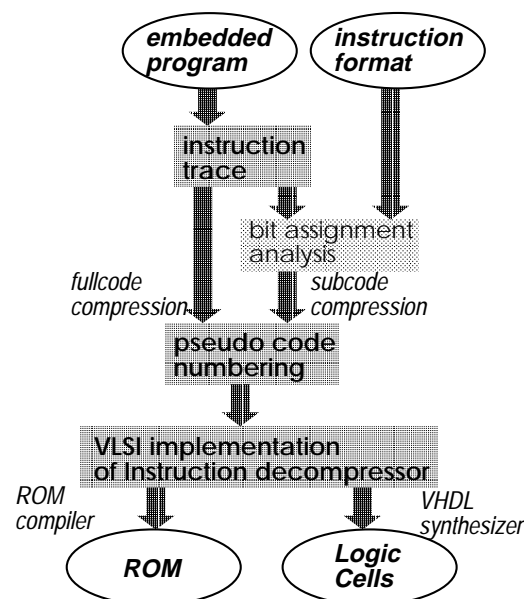 embedded
program
instruction
format
instruction
trace
bit assignment
analysis
fullcode
compression
subcode
compression
pseudo code
numbering
VLSI implementation
of Instruction decompressor
ROM
compiler
VHDL
synthesizer
ROM
Logic
Cells